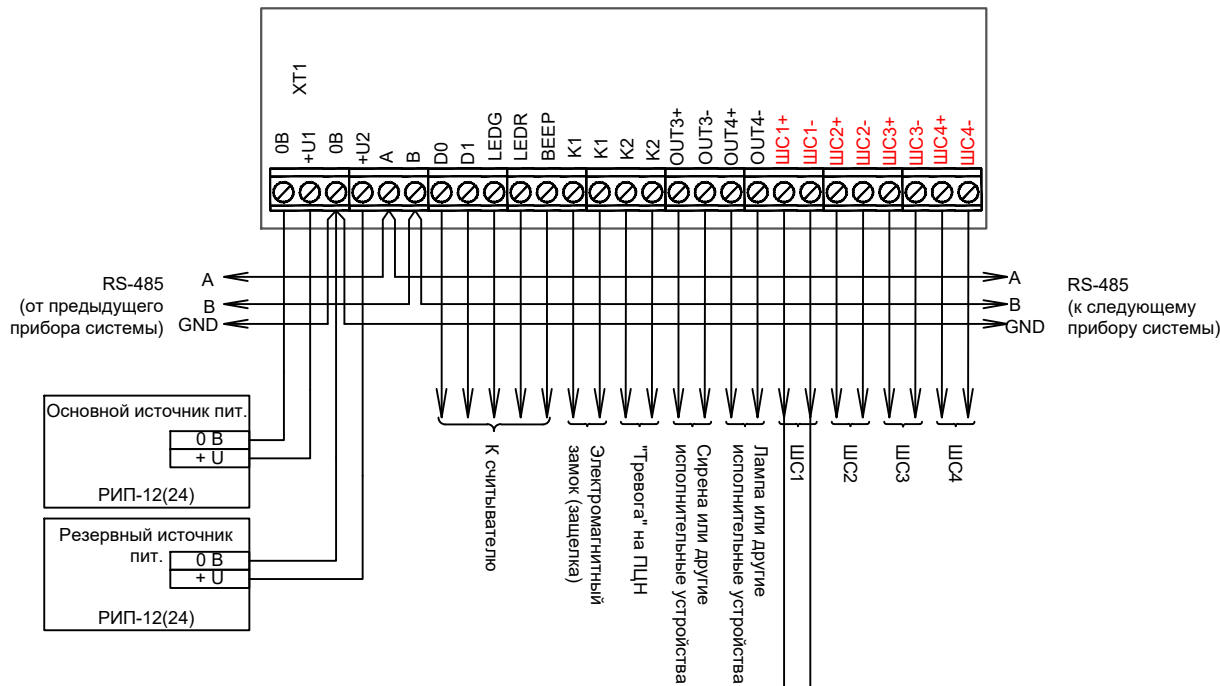 XT1
0В
+U1
0В
+U2
A
B
D0
D1
LEDG
LEDR
BEEP
K1
K1
K2
K2
OUT3+
OUT3-
OUT4+
OUT4-
ШС1+
ШС1-
ШС2+
ШС2-
ШС3+
ШС3-
ШС4+
ШС4-
RS-485
(от предыдущего
прибора системы)
A
B
GND
A
B
GND
RS-485
(к следующему
прибору системы)
Основной источник пит.
0 В
+ U
РИП-12(24)
Резервный источник
пит.
0 В
+ U
РИП-12(24)
К считывателю
Электромагнитный
замок (защелка)
"Тревога" на ПЦН
Сирена или другие
исполнительные устройства
Лампа или другие
исполнительные устройства
ШС1
ШС2
ШС3
ШС4